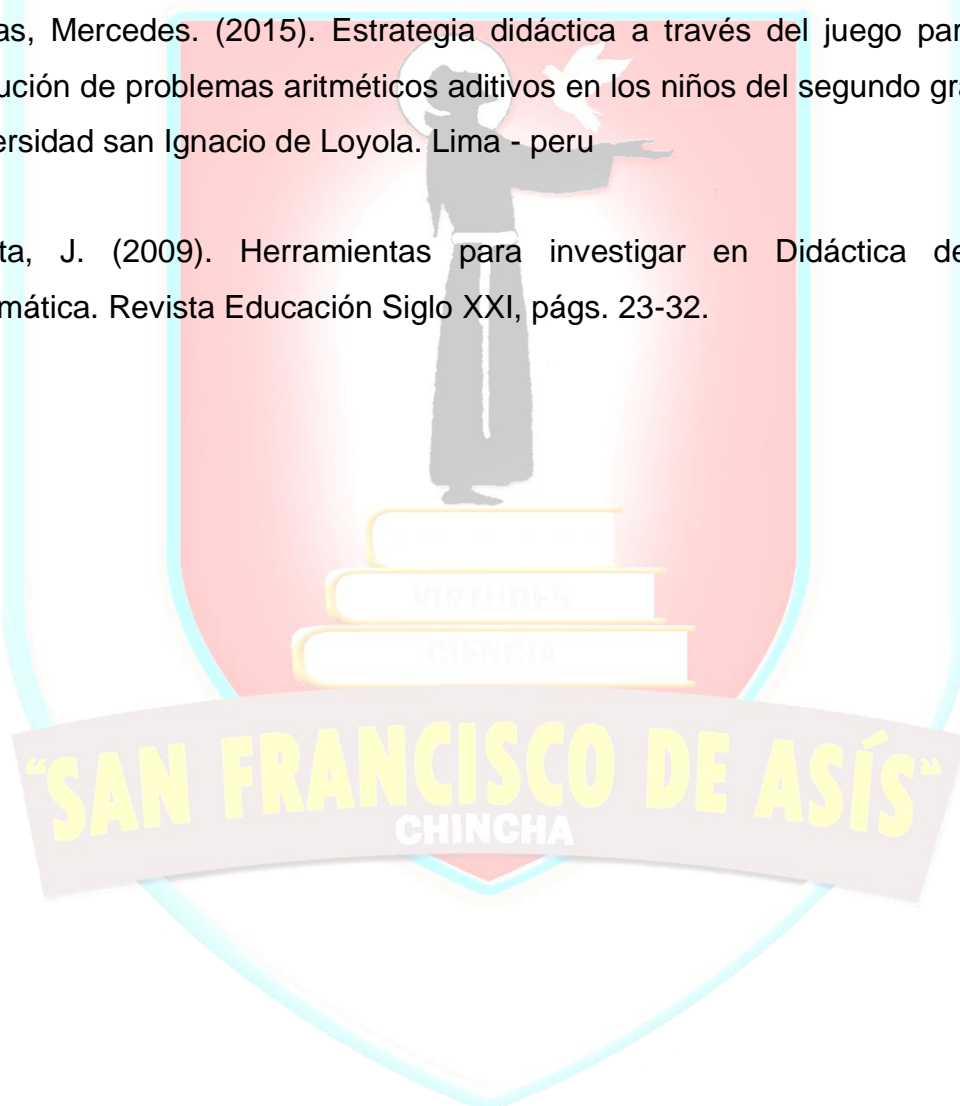 as, Mercedes. (2015). Estrategia didáctica a través del juego par
ución de problemas aritméticos aditivos en los niños del segundo gra
ersidad san Ignacio de Loyola. Lima - peru
ta, J. (2009). Herramientas para investigar en Didáctica de
mática. Revista Educación Siglo XXI, págs. 23-32.
VIRTUDES
CIENCIA
“SAN FRANCISCO DE ASÍS”
CHINCHA